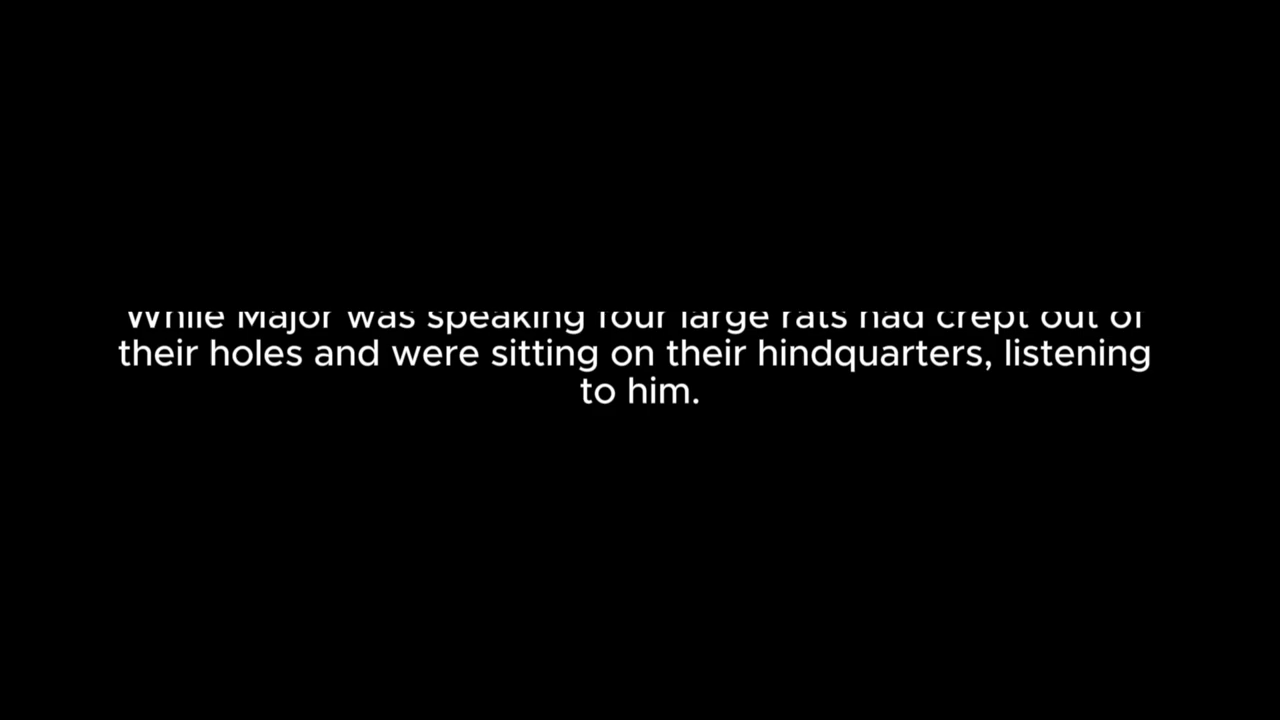 While Major was speaking four large rats had crept out of
their holes and were sitting on their hindquarters, listening
to him.